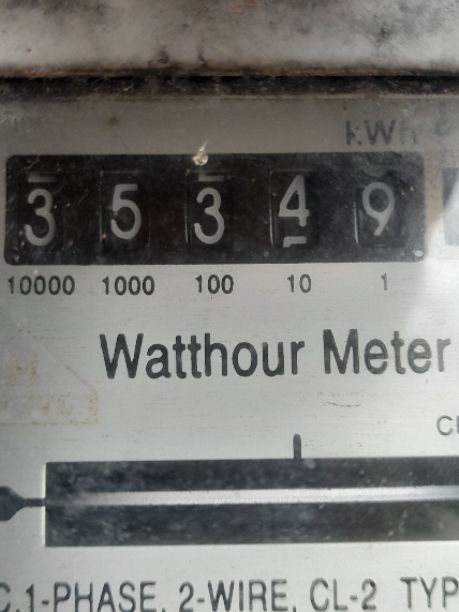 kWh
3 5 3 4 9
10000 1000 100 10 1
Watthour Meter
C.1-PHASE, 2-WIRE, CL-2 TYP